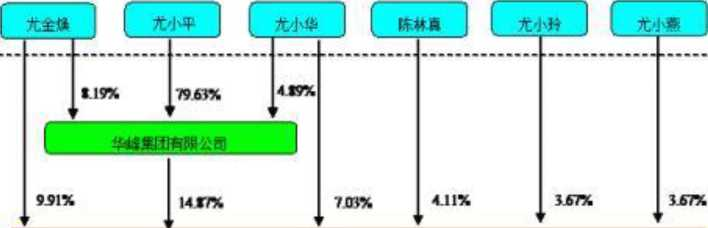 尤金焕 尤小平 尤小华 陈林真 尤小玲 尤小燕
8.19% 79.63% 4.89%
华峰集团有限公司
9.91% 14.87% 7.03% 4.11% 3.67% 3.67%